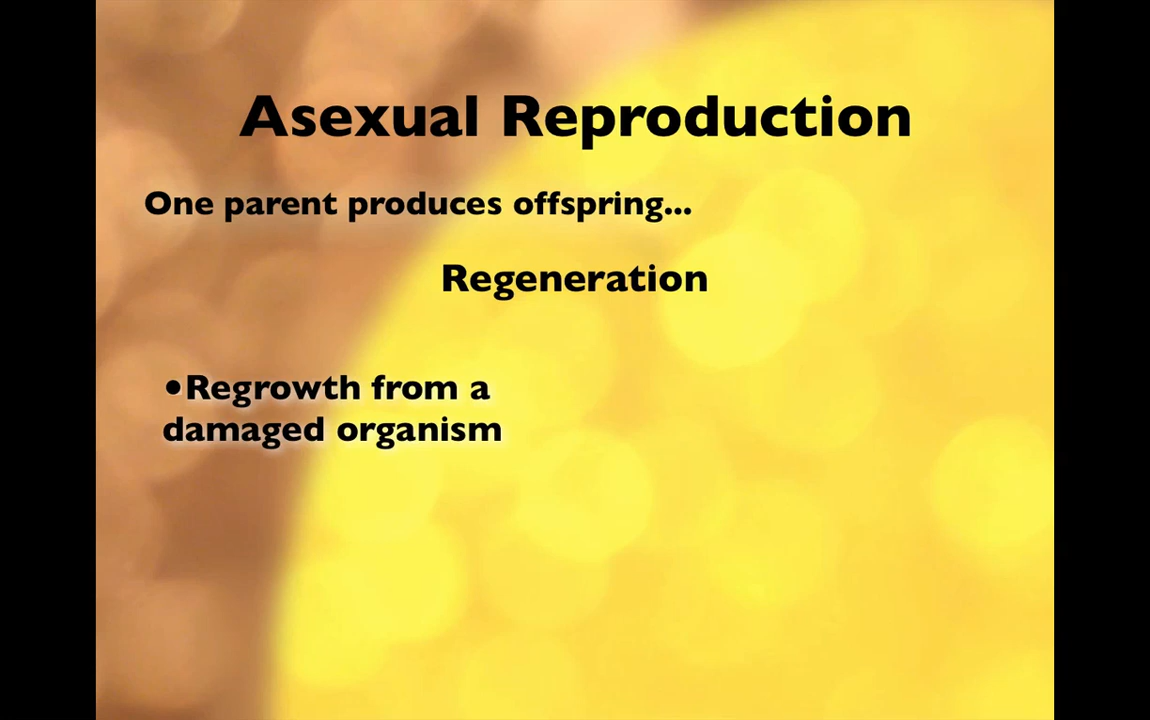 Asexual Reproduction
One parent produces offspring...
Regeneration
•Regrowth from a
damaged organism